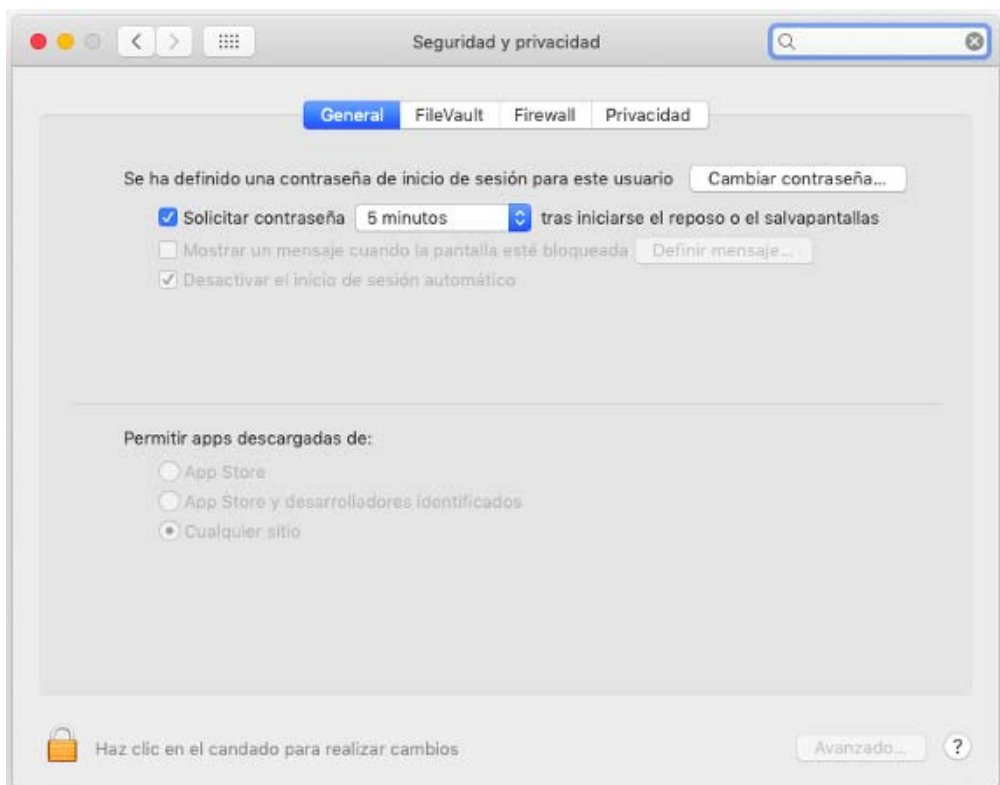 Seguridad y privacidad
General FileVault Firewall Privacidad
Se ha definido una contraseña de inicio de sesión para este usuario Cambiar contraseña...
Solicitar contraseña 5 minutos tras iniciarse el reposo o el salvapantallas
Mostrar un mensaje cuando la pantalla esté bloqueada Definir mensaje...
Desactivar el inicio de sesión automático
Permitir apps descargadas de:
App Store
App Store y desarrolladores identificados
Cualquier sitio
Haz clic en el candado para realizar cambios Avanzado... ?